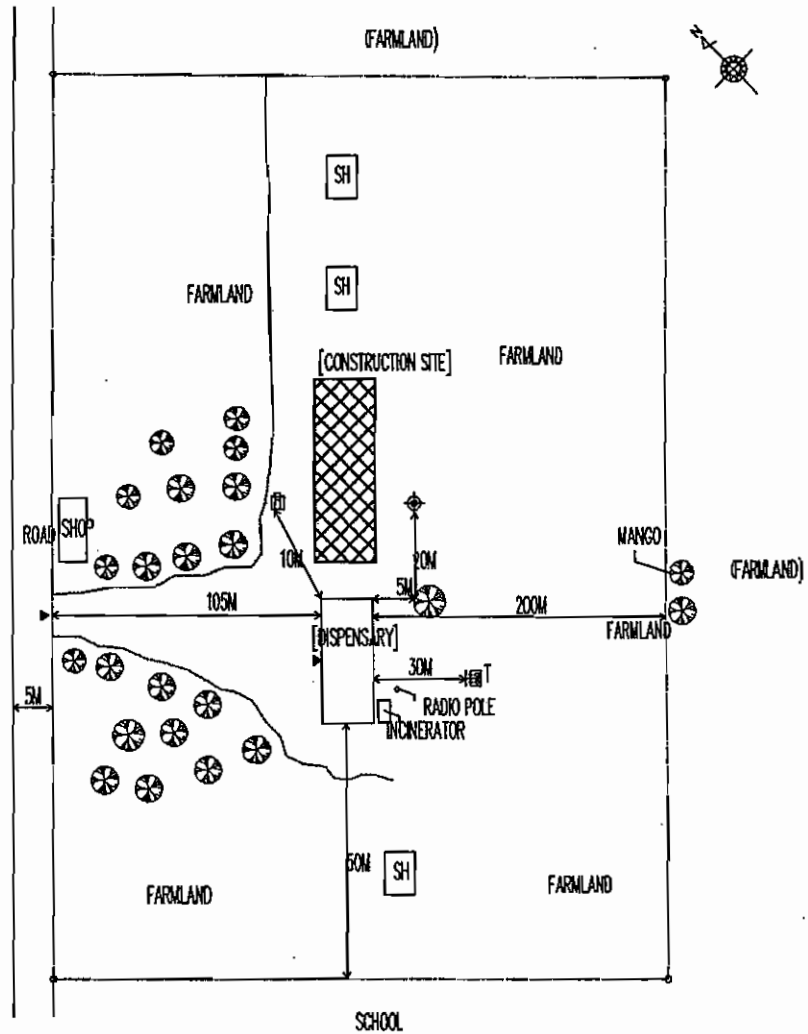 (FARMLAND)
N
SH
SH
FARMLAND
[CONSTRUCTION SITE]
FARMLAND
ROAD
SHOP
10M
20M
MANGO
(FARMLAND)
5M
105M
200M
[DISPENSARY]
FARMLAND
30M
T
RADIO POLE
INCINERATOR
5M
50M
SH
FARMLAND
FARMLAND
SCHOOL